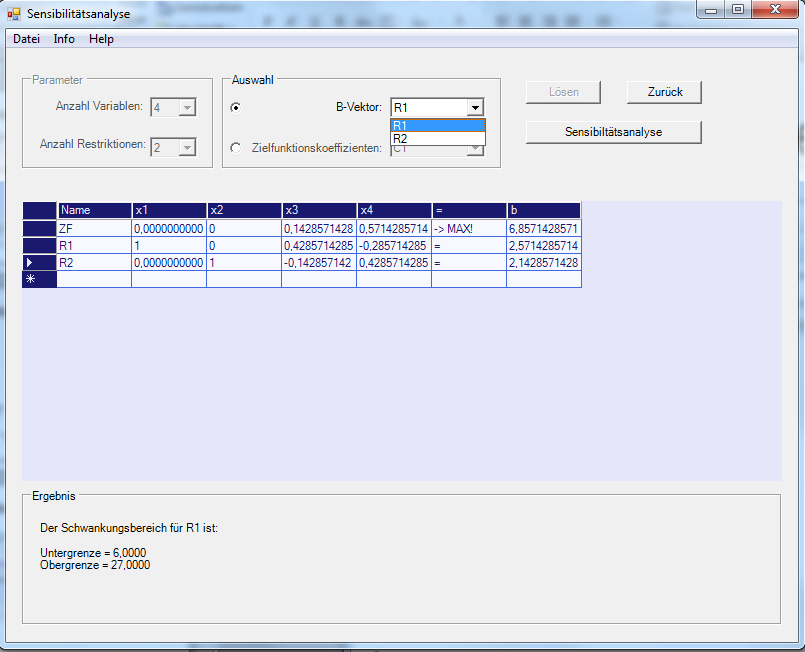 Sensibilitätsanalyse
Datei Info Help
Parameter
Anzahl Variablen: 4
Anzahl Restriktionen: 2
Auswahl
B-Vektor: R1
R1
R2
Zielfunktionskoeffizienten: C1
Lösen Zurück
Sensibiltätsanalyse
Name x1 x2 x3 x4 = b
ZF 0,0000000000 0 0,1428571428 0,5714285714 -> MAX! 6,8571428571
R1 1 0 0,4285714285 -0,285714285 = 2,5714285714
R2 0,0000000000 1 -0,142857142 0,4285714285 = 2,1428571428
Ergebnis
Der Schwankungsbereich für R1 ist:
Untergrenze = 6,0000
Obergrenze = 27,0000